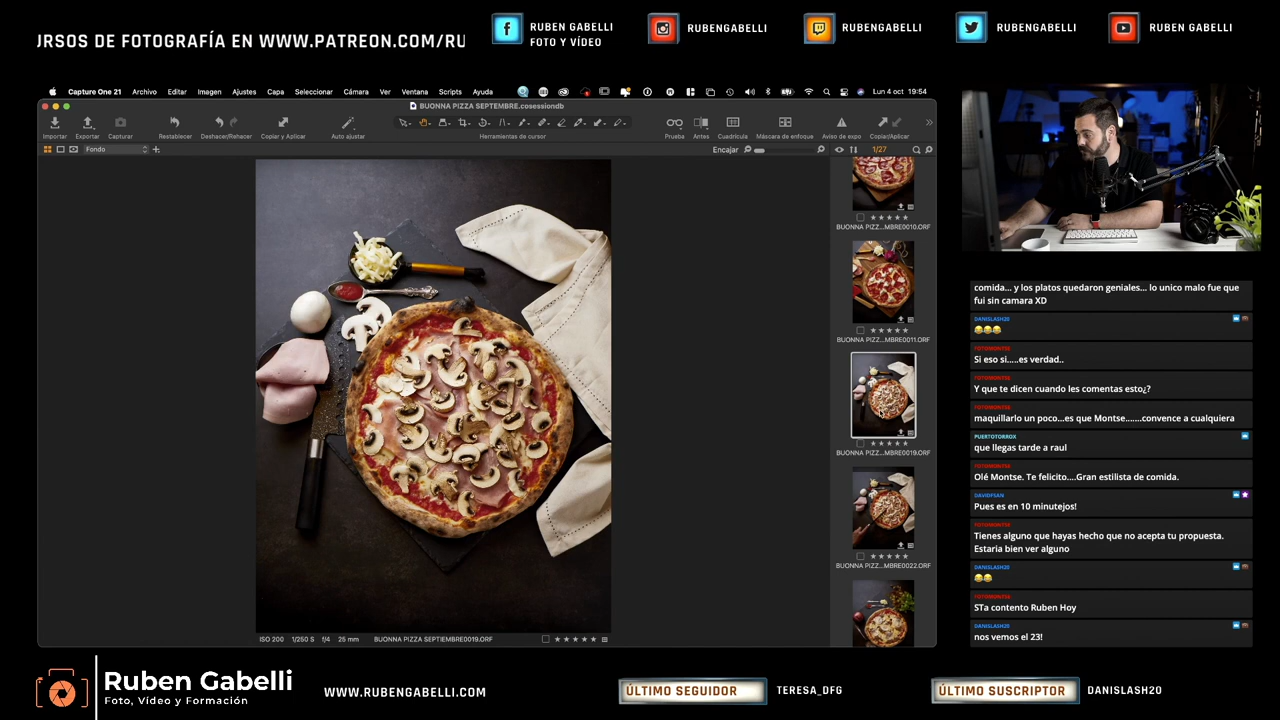 URSOS DE FOTOGRAFÍA EN WWW.PATREON.COM/RU
RUBEN GABELLI
FOTO Y VÍDEO
RUBENGABELLI
RUBENGABELLI
RUBENGABELLI
RUBEN GABELLI
Capture One 21 Archivo Editar Imagen Ajustes Capa Seleccionar Cámara Ver Ventana Scripts Ayuda Lun 4 oct 19:54
BUONNA PIZZA SEPTIEMBRE.cosessiondb
Importar Exportar Capturar Restablecer Deshacer/Rehacer Copiar y Aplicar Auto ajustar Herramientas de cursor Prueba Antes Cuadrícula Máscara de enfoque Aviso de expo Copiar/Aplicar
Fondo
Encajar
1/27
BUONNA PIZZ...MBRE0010.ORF
BUONNA PIZZ...MBRE0011.ORF
BUONNA PIZZ...MBRE0019.ORF
BUONNA PIZZ...MBRE0022.ORF
ISO 200 1/250 S f/4 25 mm BUONNA PIZZA SEPTIEMBRE0019.ORF
comida... y los platos quedaron geniales... lo unico malo fue que
fui sin camara XD
DANISLASH20
😂😂😂
Si eso si.....es verdad..
Y que te dicen cuando les comentas esto¿?
maquillarlo un poco...es que Montse.......convence a cualquiera
PUERTOTORROX
que llegas tarde a raul
Olé Montse. Te felicito....Gran estilista de comida.
DAVIDFSAN
Pues es en 10 minutejos!
Tienes alguno que hayas hecho que no acepta tu propuesta.
Estaria bien ver alguno
DANISLASH20
😂😂
STa contento Ruben Hoy
DANISLASH20
nos vemos el 23!
Ruben Gabelli
Foto, Vídeo y Formación
WWW.RUBENGABELLI.COM
ÚLTIMO SEGUIDOR
TERESA_DFG
ÚLTIMO SUSCRIPTOR
DANISLASH20